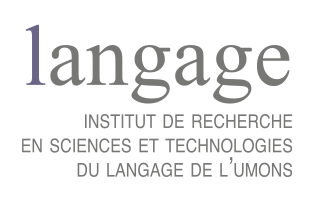 langage
INSTITUT DE RECHERCHE
EN SCIENCES ET TECHNOLOGIES
DU LANGAGE DE L'UMONS